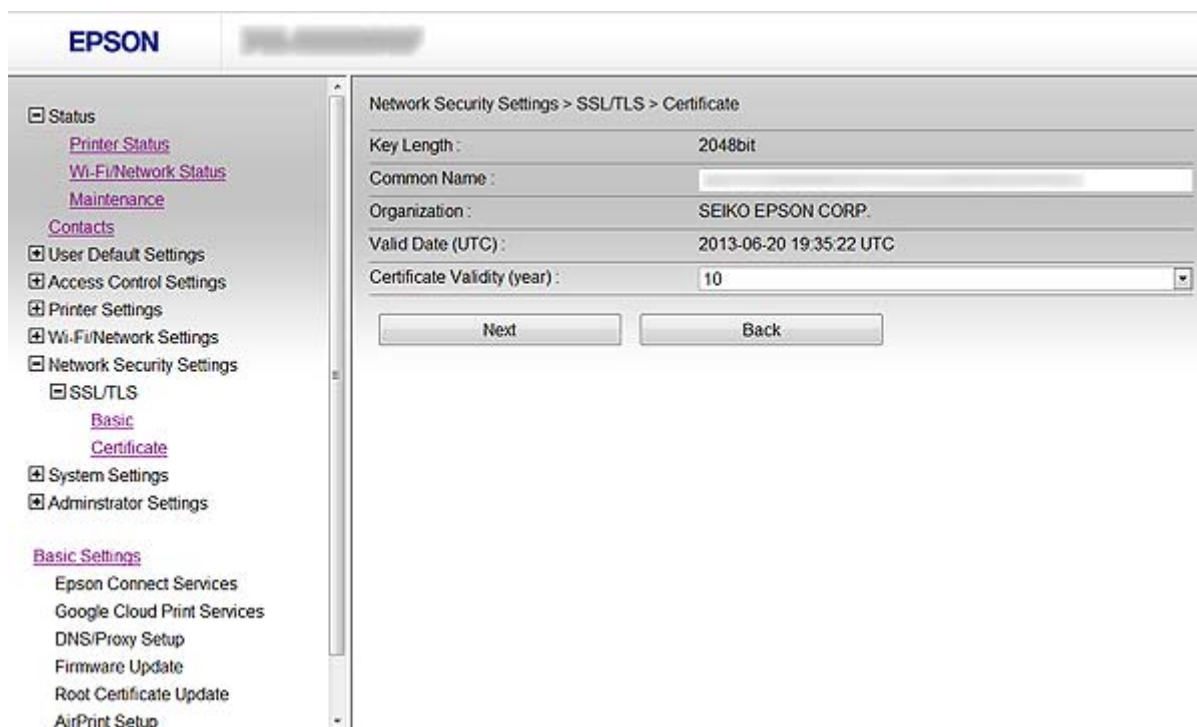 EPSON
Status
Printer Status
Wi-Fi/Network Status
Maintenance
Contacts
User Default Settings
Access Control Settings
Printer Settings
Wi-Fi/Network Settings
Network Security Settings
SSL/TLS
Basic
Certificate
System Settings
Adminstrator Settings
Basic Settings
Epson Connect Services
Google Cloud Print Services
DNS/Proxy Setup
Firmware Update
Root Certificate Update
AirPrint Setup
Network Security Settings > SSL/TLS > Certificate
Key Length : 2048bit
Common Name :
Organization : SEIKO EPSON CORP.
Valid Date (UTC) : 2013-06-20 19:35:22 UTC
Certificate Validity (year) : 10
Next Back